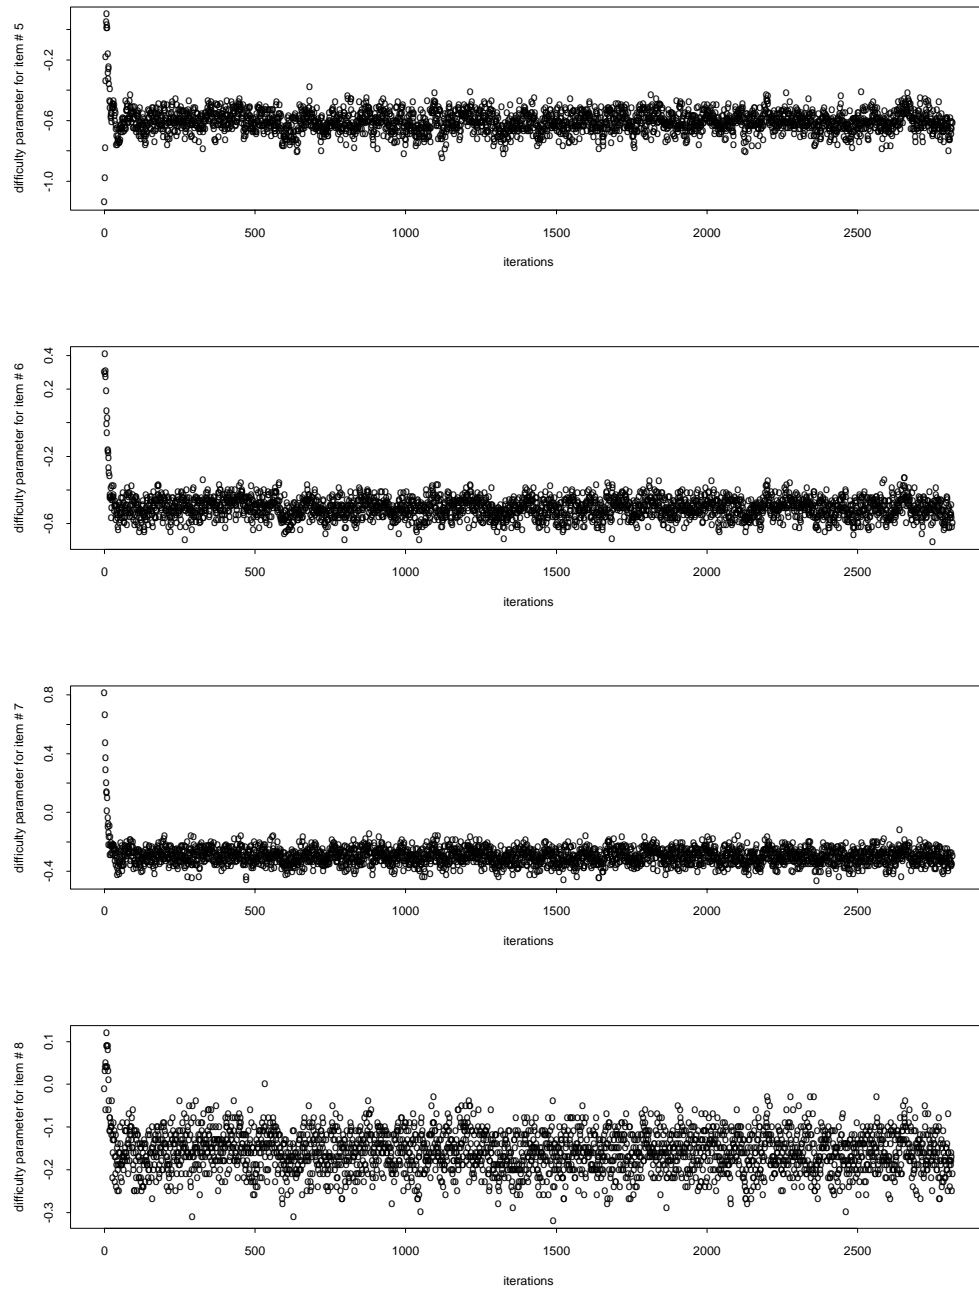 difficulty parameter for item # 5
-0.2
-0.6
-1.0
0 500 1000 1500 2000 2500
iterations
difficulty parameter for item # 6
0.4
0.2
-0.2
-0.6
0 500 1000 1500 2000 2500
iterations
difficulty parameter for item # 7
0.8
0.4
0.0
-0.4
0 500 1000 1500 2000 2500
iterations
difficulty parameter for item # 8
0.1
0.0
-0.1
-0.2
-0.3
0 500 1000 1500 2000 2500
iterations